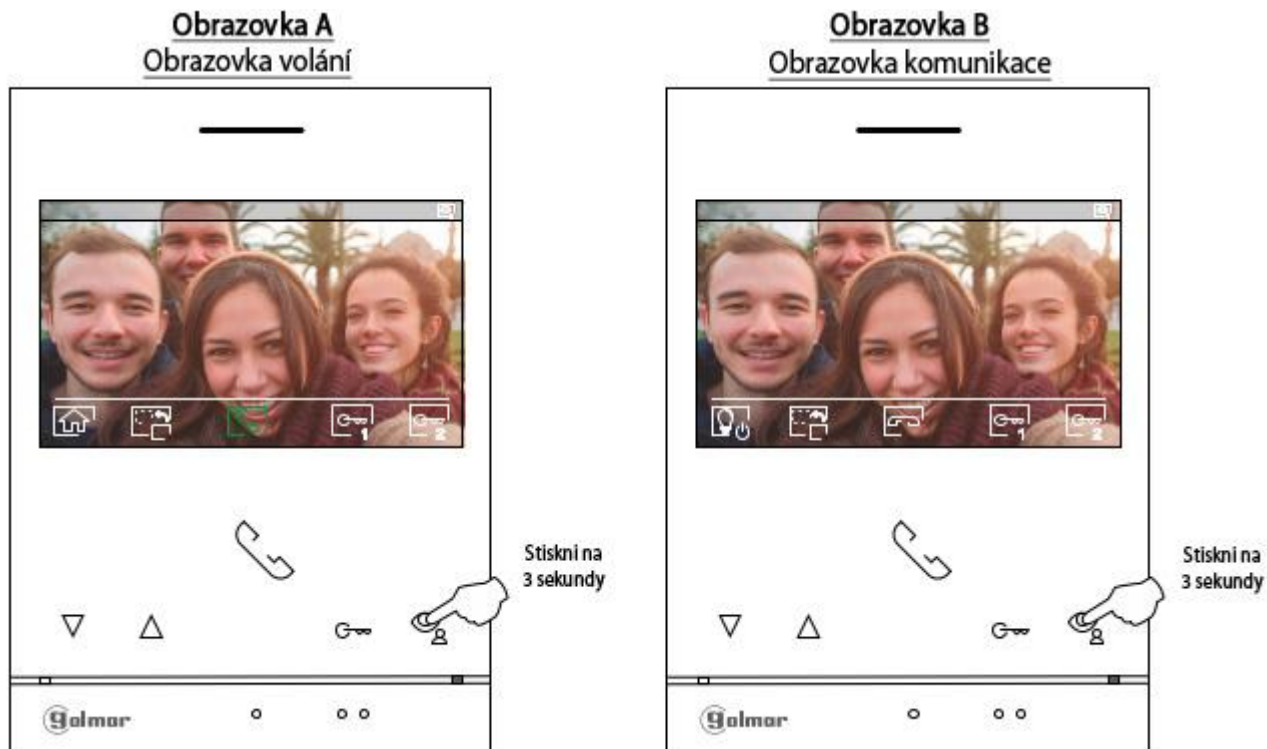 Obrazovka A
Obrazovka volání
1
2
Stiskni na
3 sekundy
golmar
Obrazovka B
Obrazovka komunikace
1
2
Stiskni na
3 sekundy
golmar